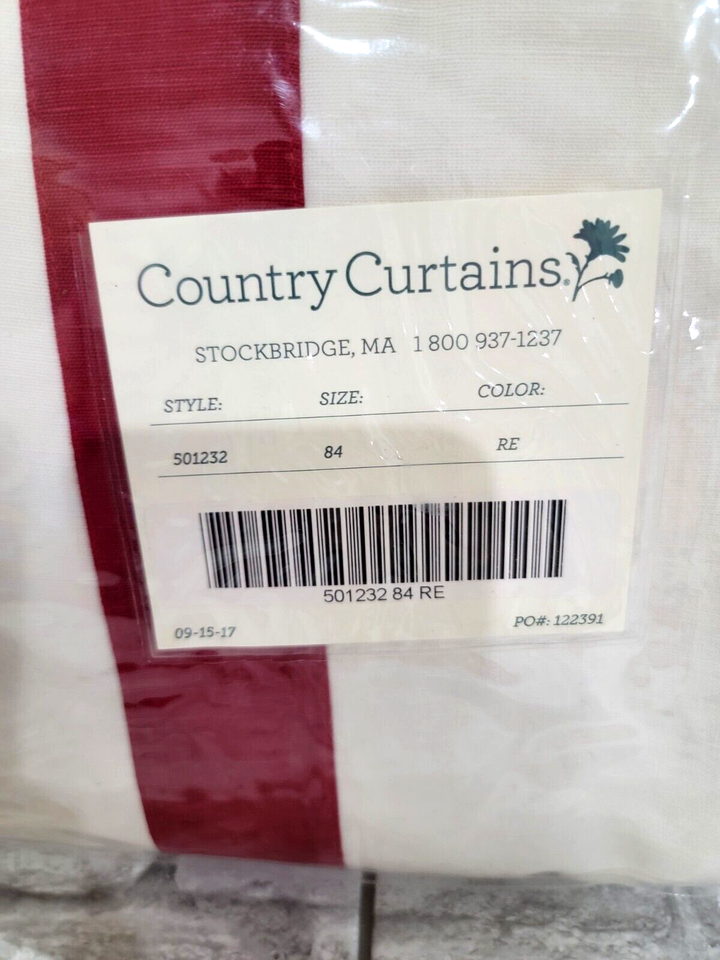 Country Curtains.
STOCKBRIDGE, MA 1 800 937-1237
STYLE: SIZE: COLOR:
501232 84 RE
501232 84 RE
09-15-17 PO#: 122391